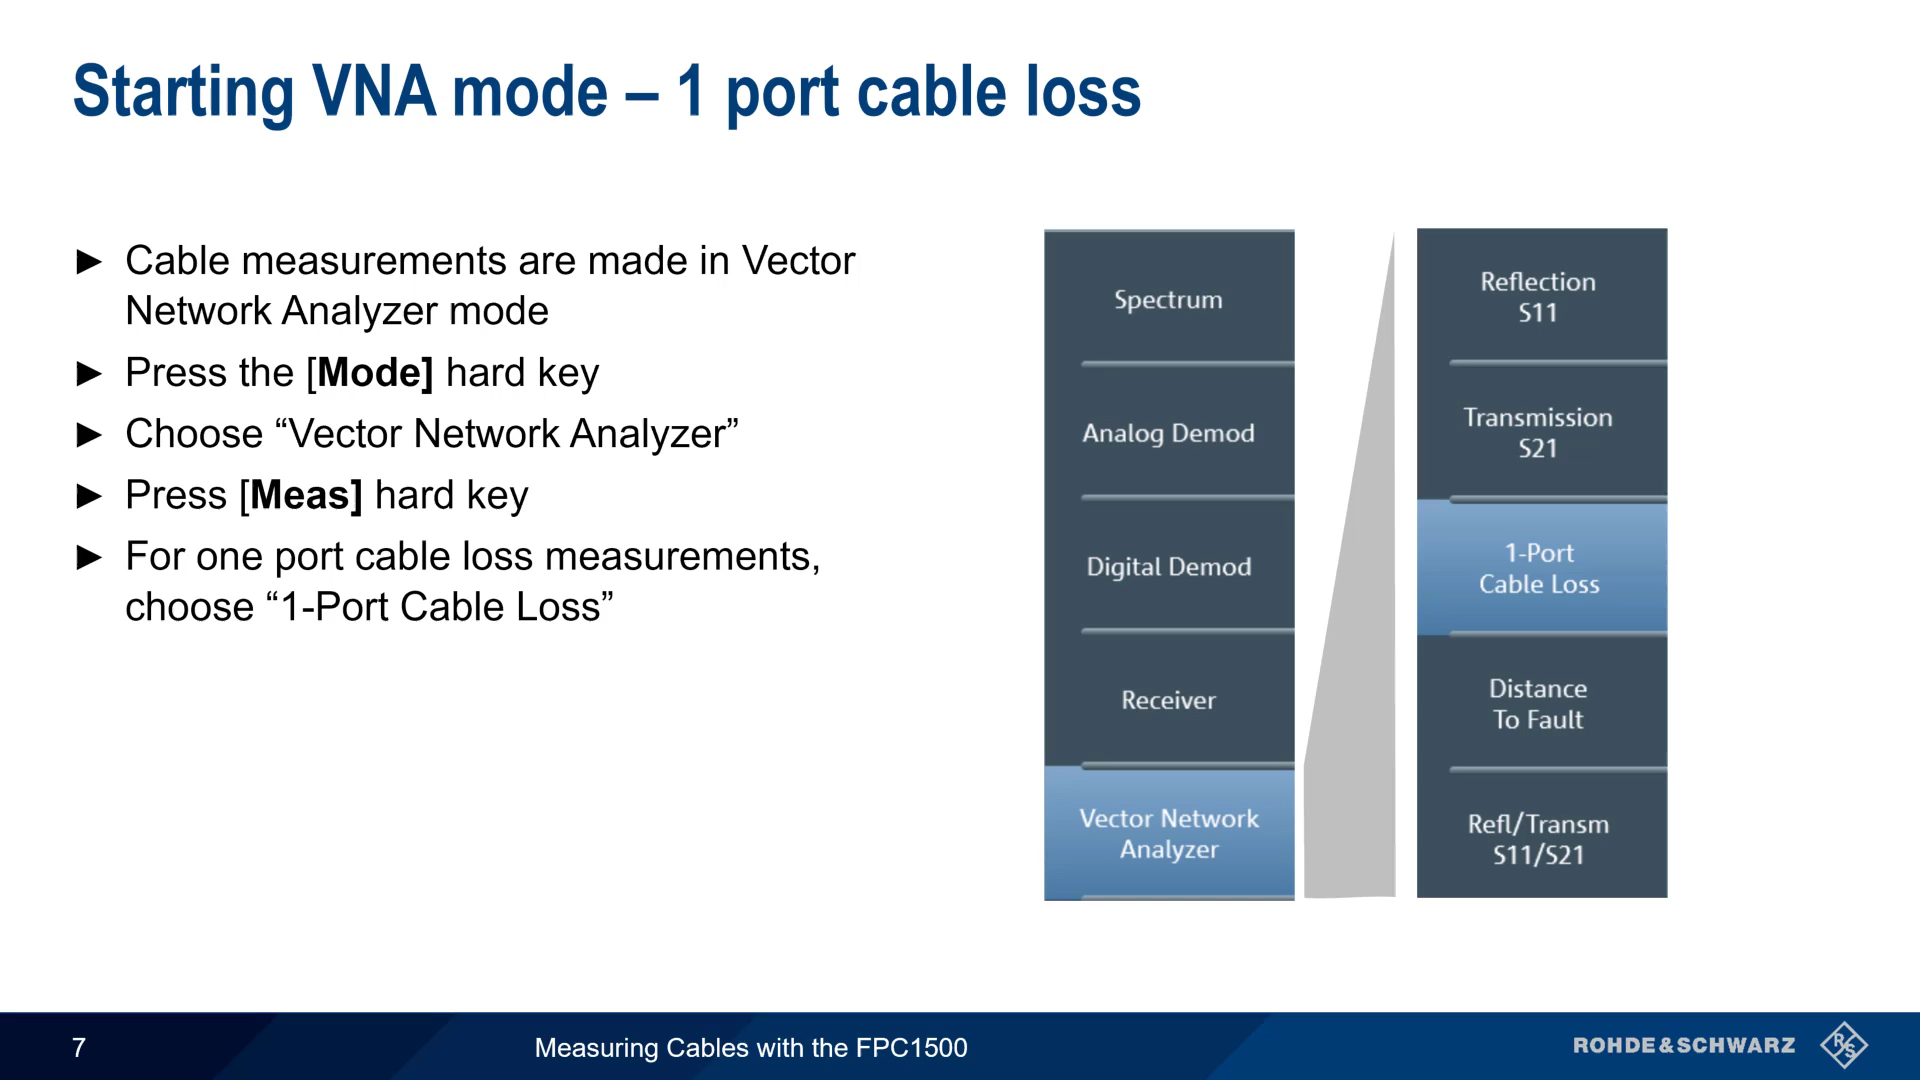 Starting VNA mode – 1 port cable loss
► Cable measurements are made in Vector
Network Analyzer mode
► Press the [Mode] hard key
► Choose “Vector Network Analyzer”
► Press [Meas] hard key
► For one port cable loss measurements,
choose “1-Port Cable Loss”
Spectrum
Analog Demod
Digital Demod
Receiver
Vector Network
Analyzer
Reflection
S11
Transmission
S21
1-Port
Cable Loss
Distance
To Fault
Refl/Transm
S11/S21
7
Measuring Cables with the FPC1500
ROHDE&SCHWARZ
R&S